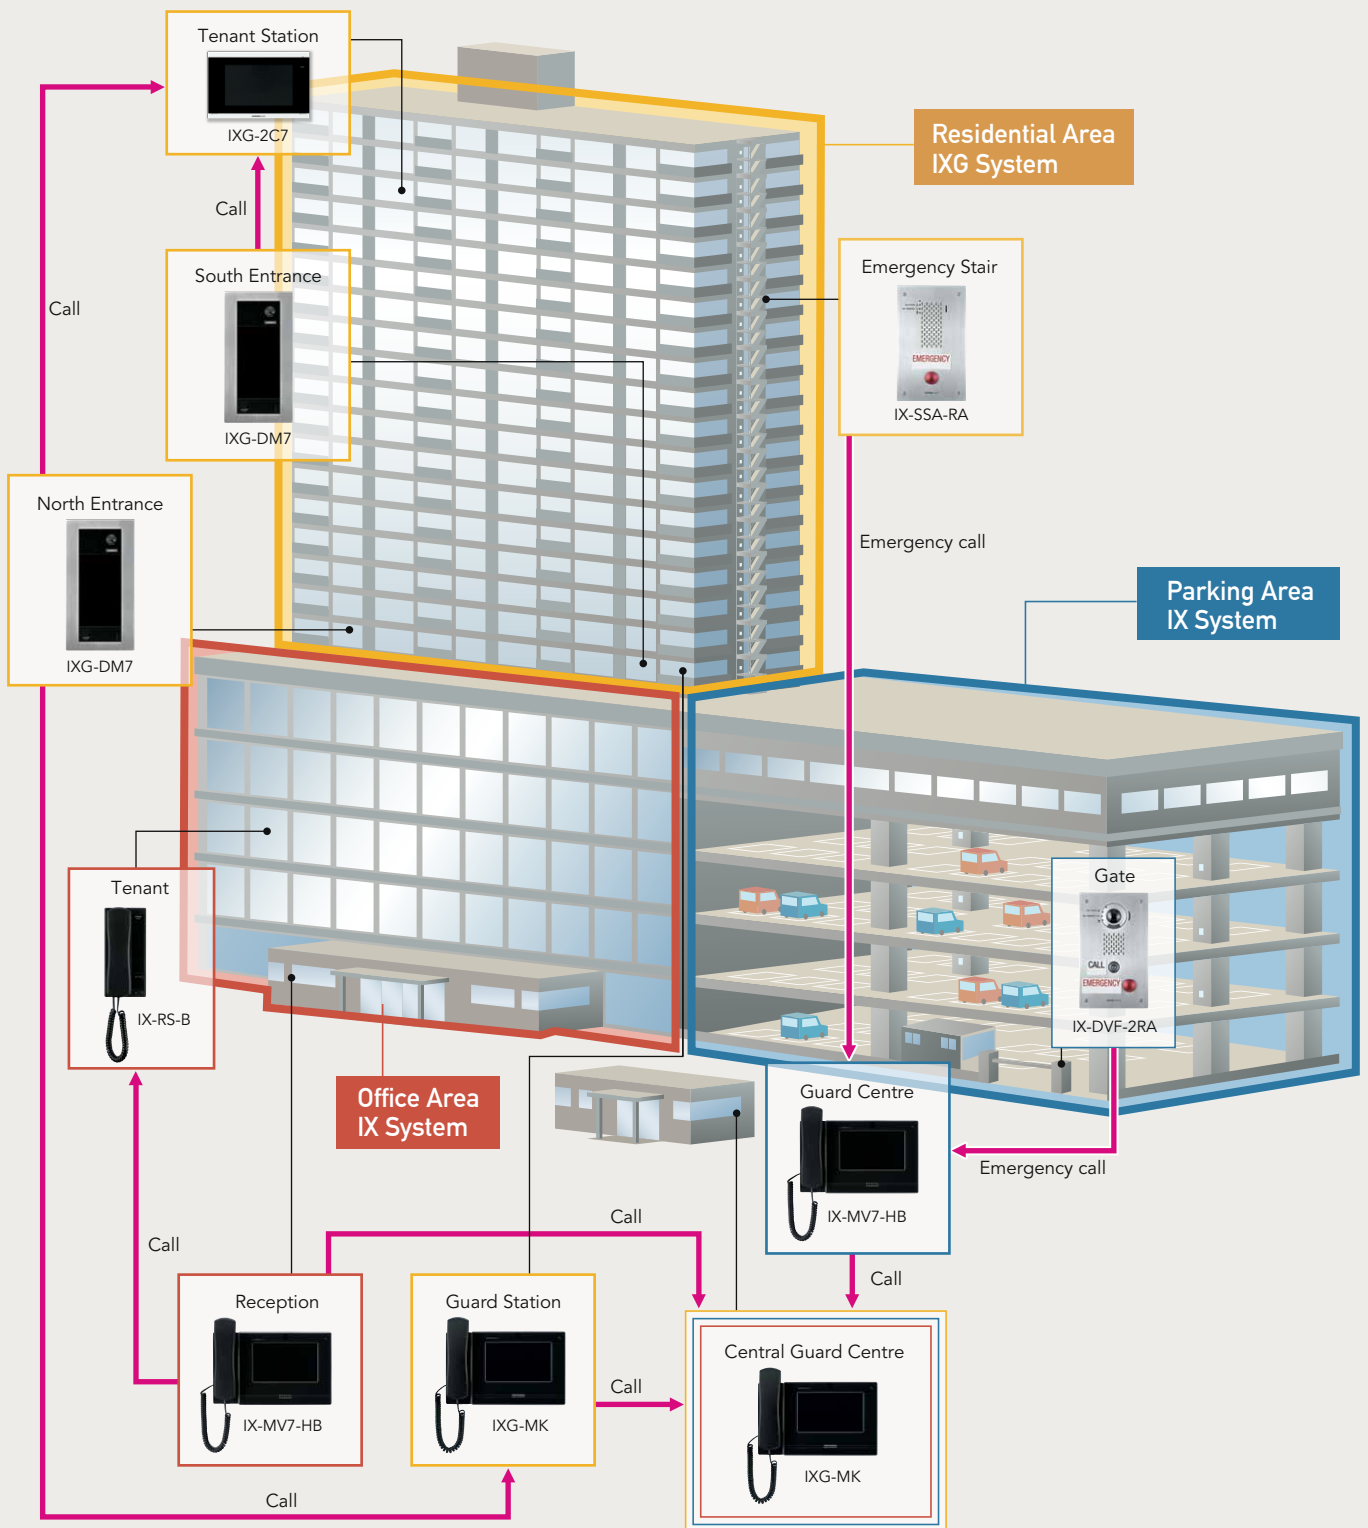 Tenant Station
IXG-2C7
Call
South Entrance
IXG-DM7
Call
North Entrance
IXG-DM7
Residential Area
IXG System
Emergency Stair
EMERGENCY
IX-SSA-RA
Emergency call
Parking Area
IX System
Gate
CALL
EMERGENCY
IX-DVF-2RA
Tenant
IX-RS-B
Office Area
IX System
Guard Centre
IX-MV7-HB
Emergency call
Call
Call
Call
Reception
IX-MV7-HB
Guard Station
IXG-MK
Call
Central Guard Centre
IXG-MK
Call